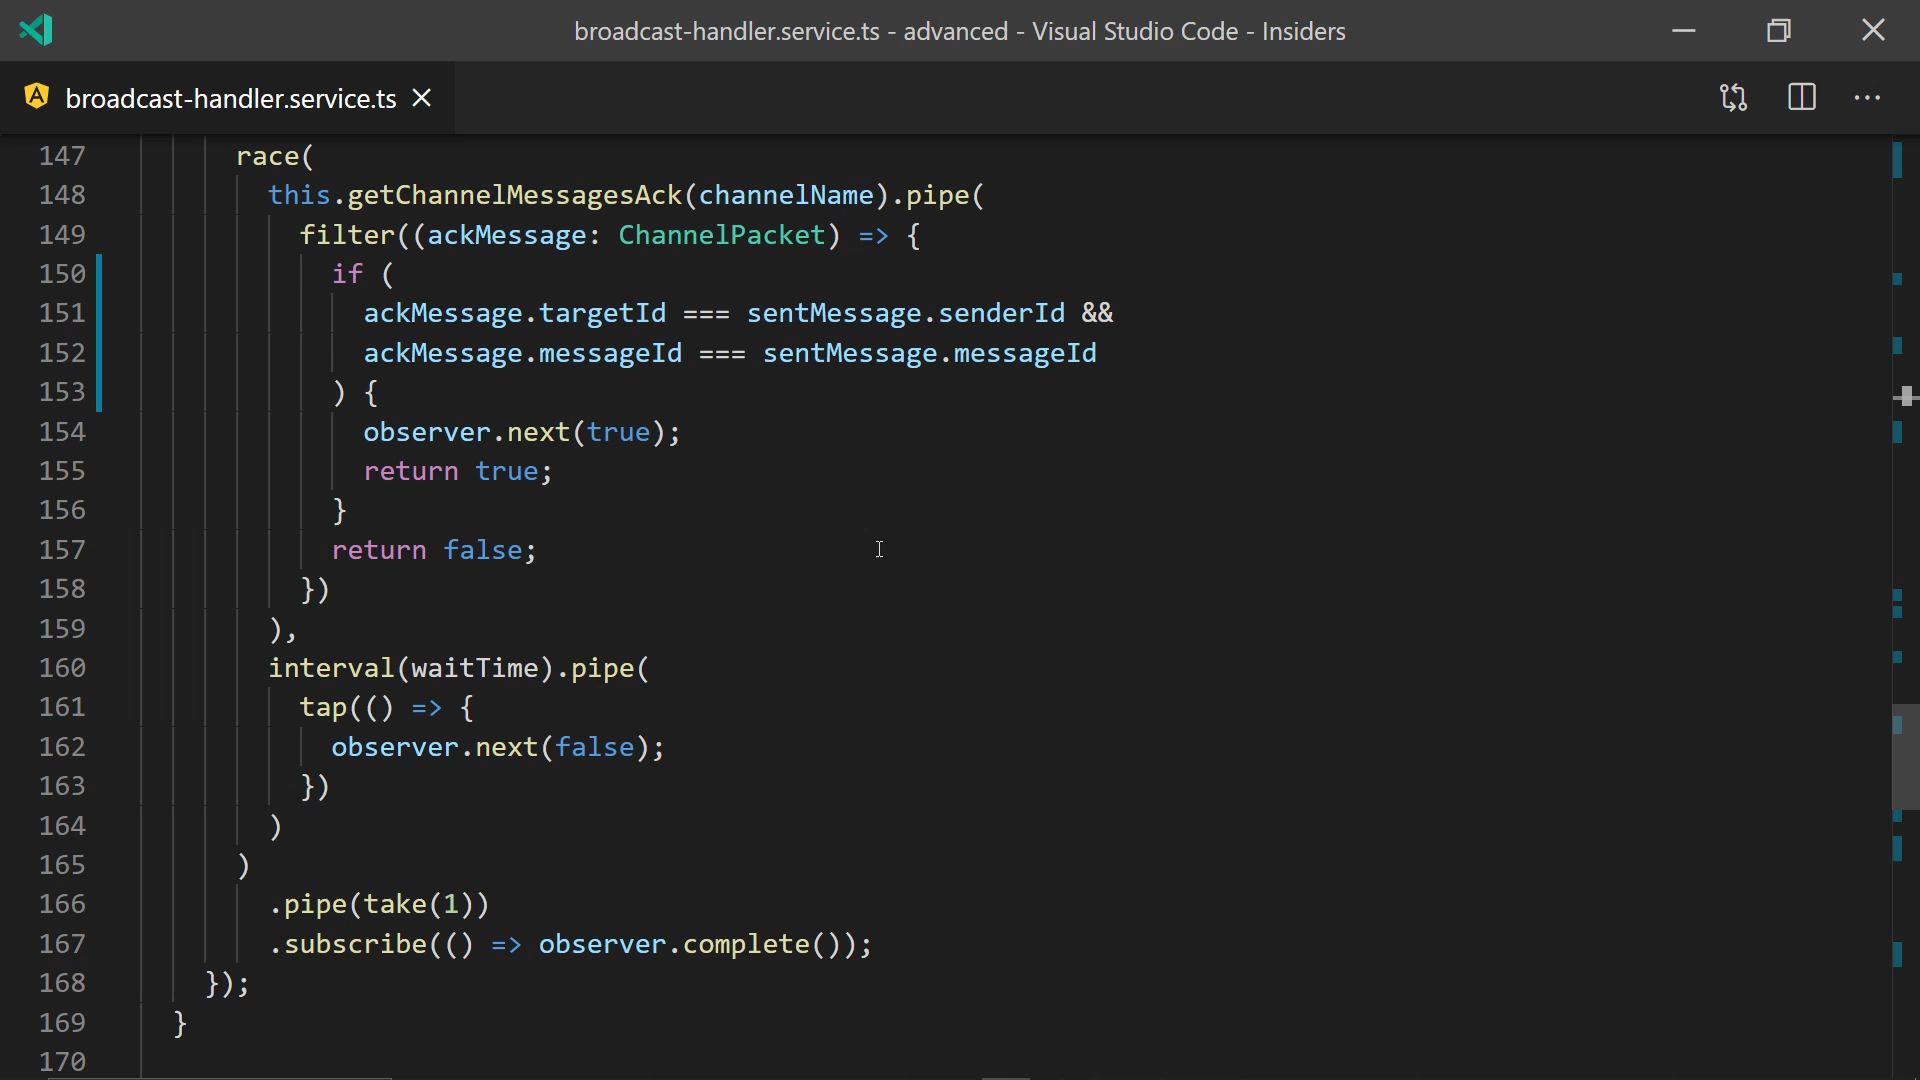 broadcast-handler.service.ts - advanced - Visual Studio Code - Insiders
broadcast-handler.service.ts
147 race(
148 this.getChannelMessagesAck(channelName).pipe(
149 filter((ackMessage: ChannelPacket) => {
150 if (
151 ackMessage.targetId === sentMessage.senderId &&
152 ackMessage.messageId === sentMessage.messageId
153 ) {
154 observer.next(true);
155 return true;
156 }
157 return false;
158 })
159 ),
160 interval(waitTime).pipe(
161 tap(() => {
162 observer.next(false);
163 })
164 )
165 )
166 .pipe(take(1))
167 .subscribe(() => observer.complete());
168 });
169 }
170